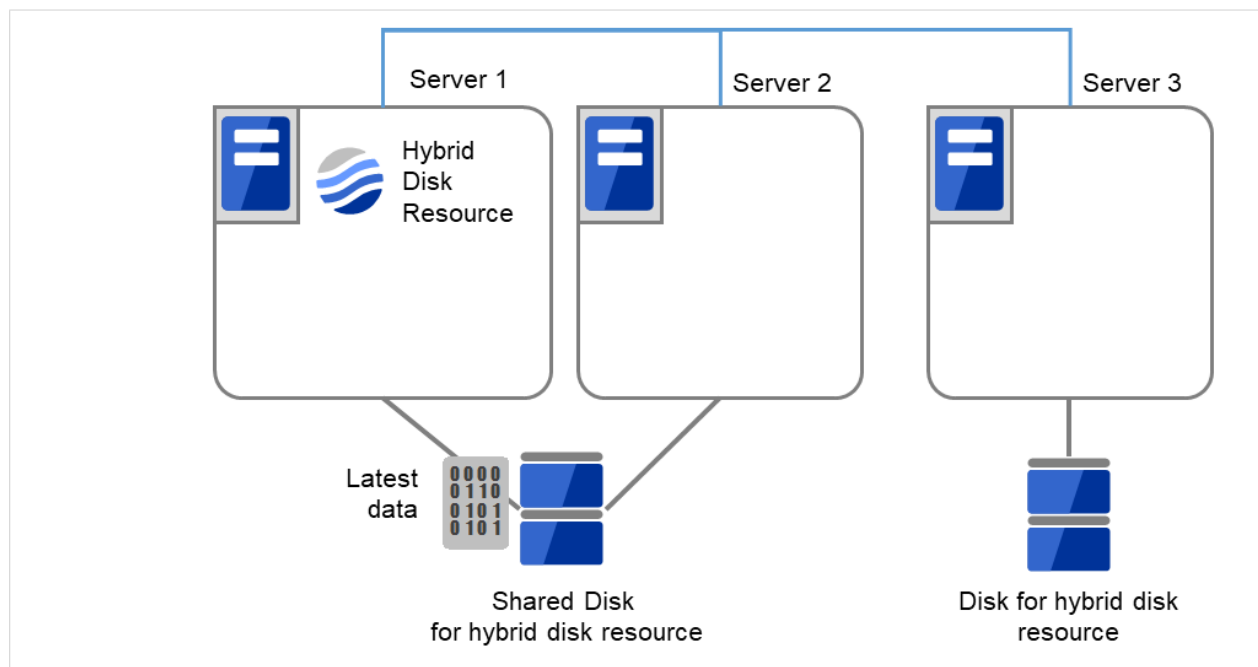 Server 1
Server 2
Server 3
Hybrid
Disk
Resource
Latest
data
0000
0110
0101
0101
Shared Disk
for hybrid disk resource
Disk for hybrid disk
resource